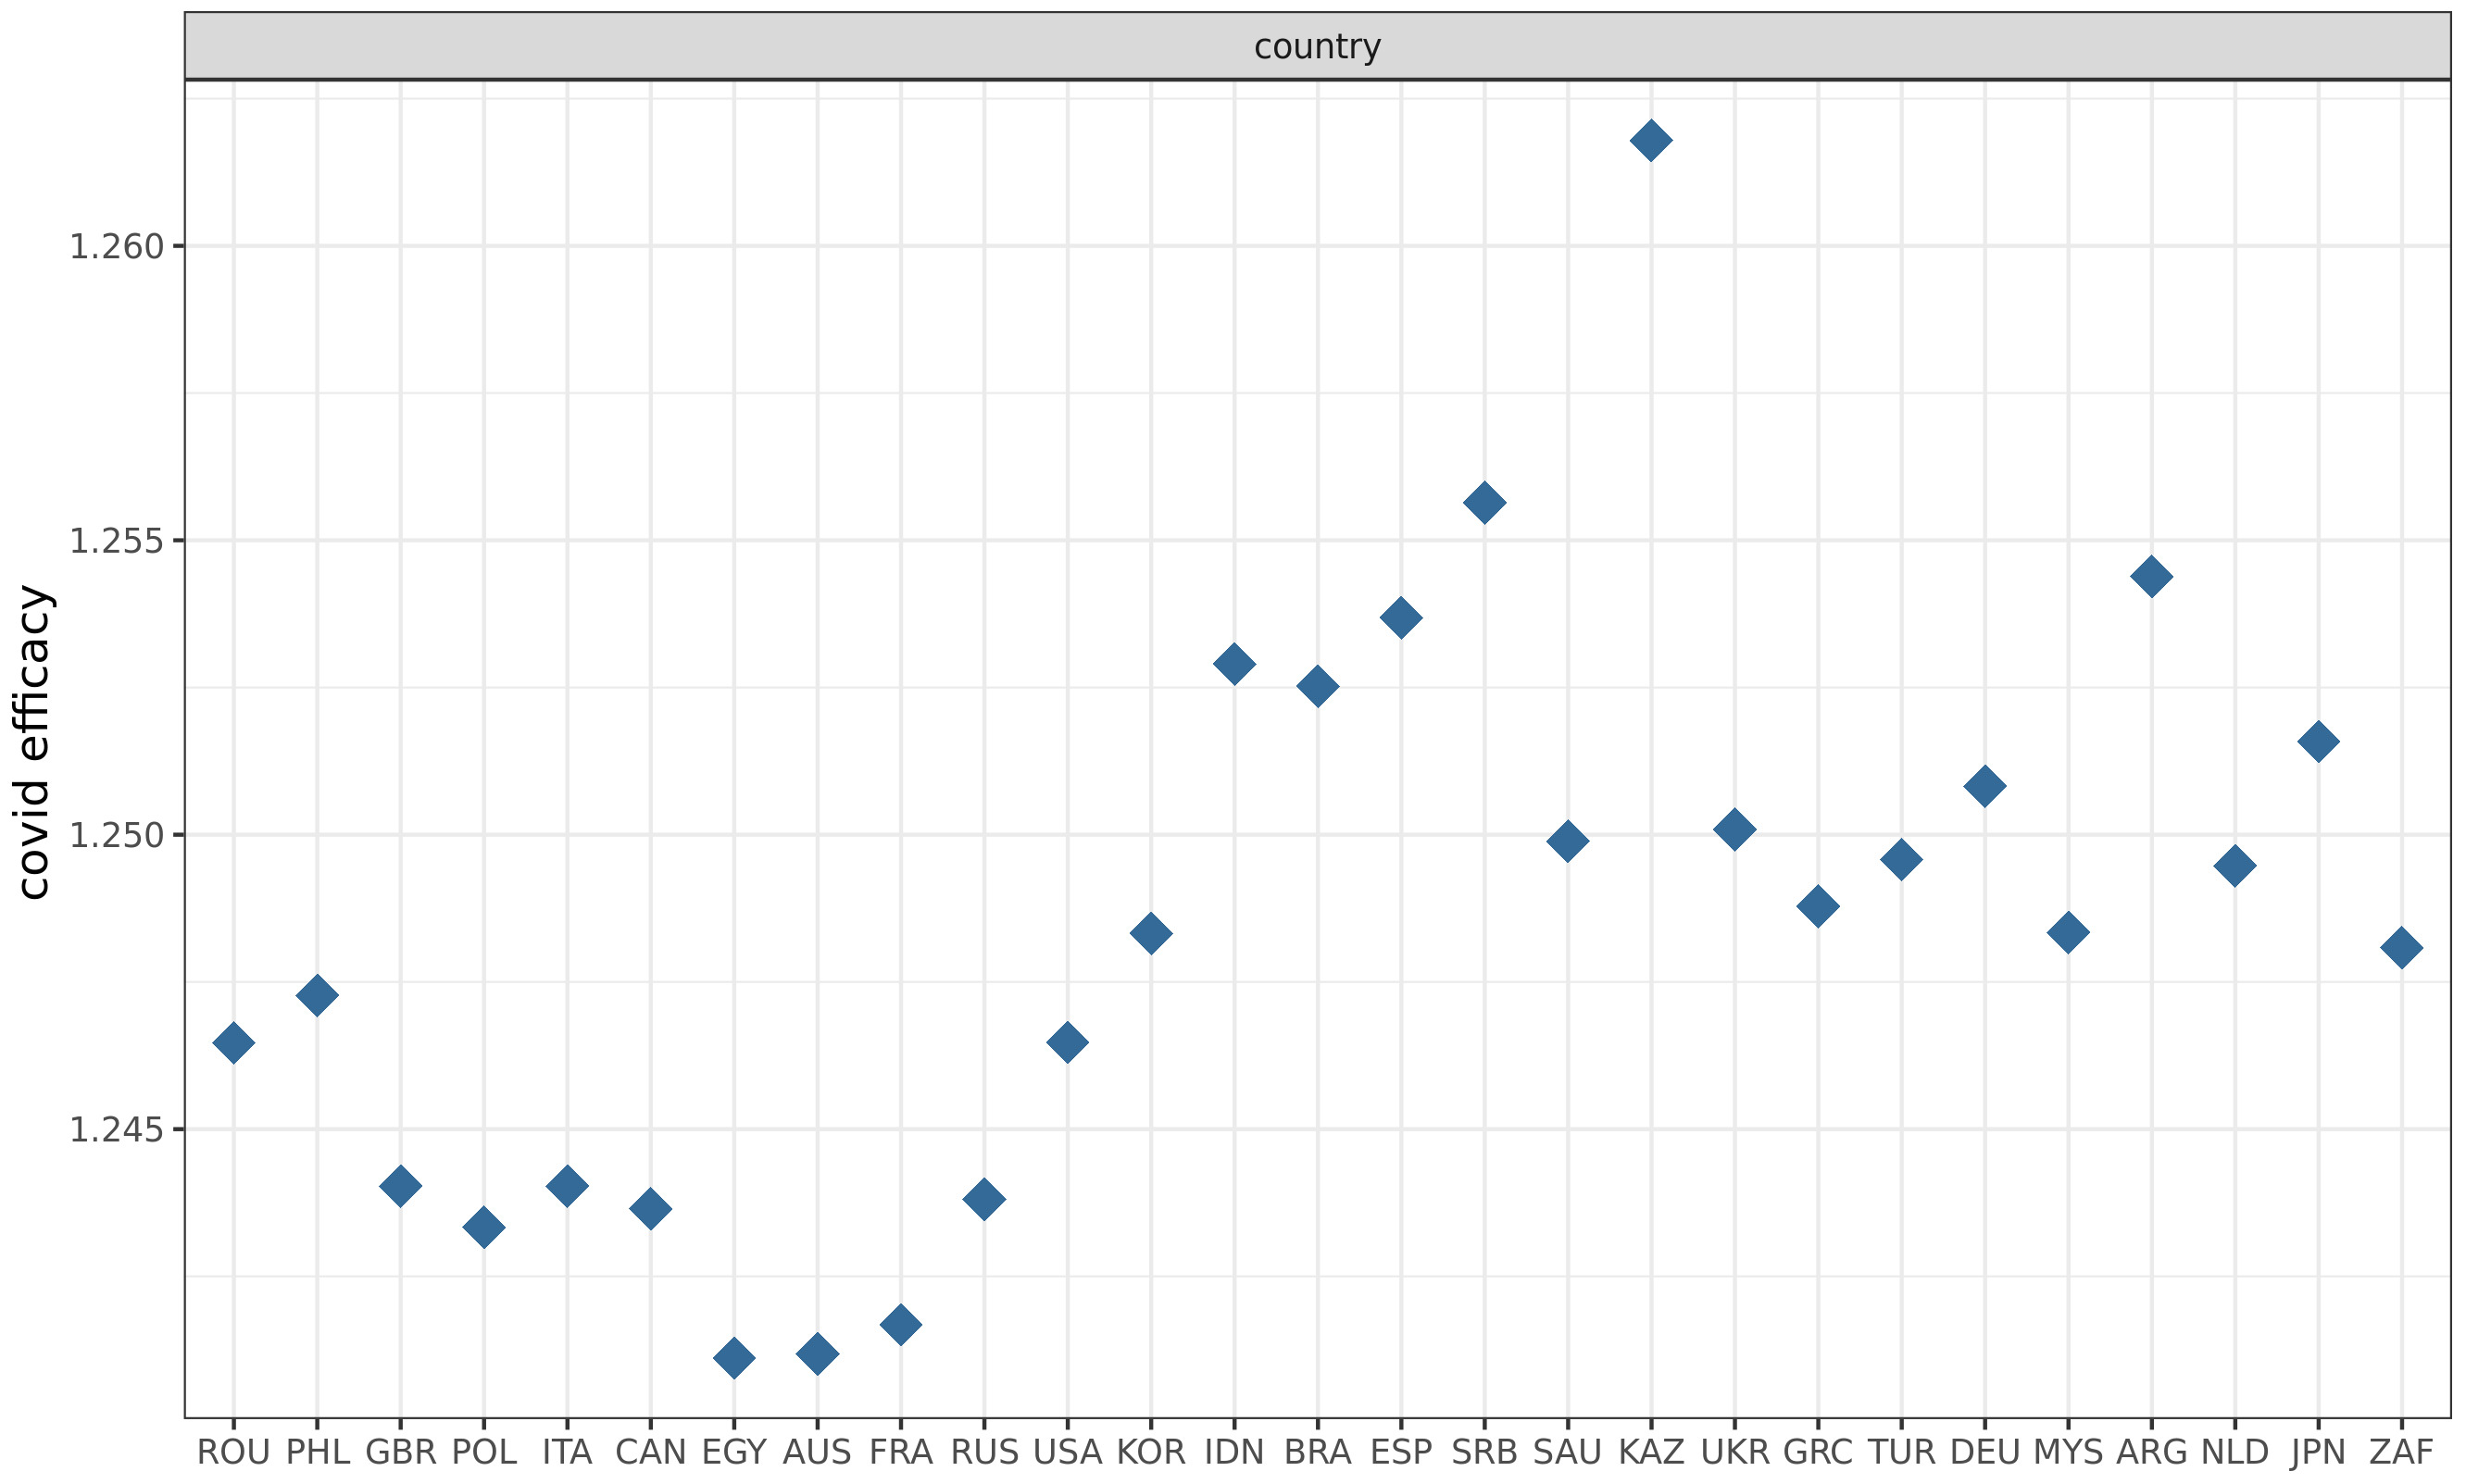 country
covid efficacy
1.260
1.255
1.250
1.245
ROU PHL GBR POL ITA CAN EGY AUS FRA RUS USA KOR IDN BRA ESP SRB SAU KAZ UKR GRC TUR DEU MYS ARG NLD JPN ZAF